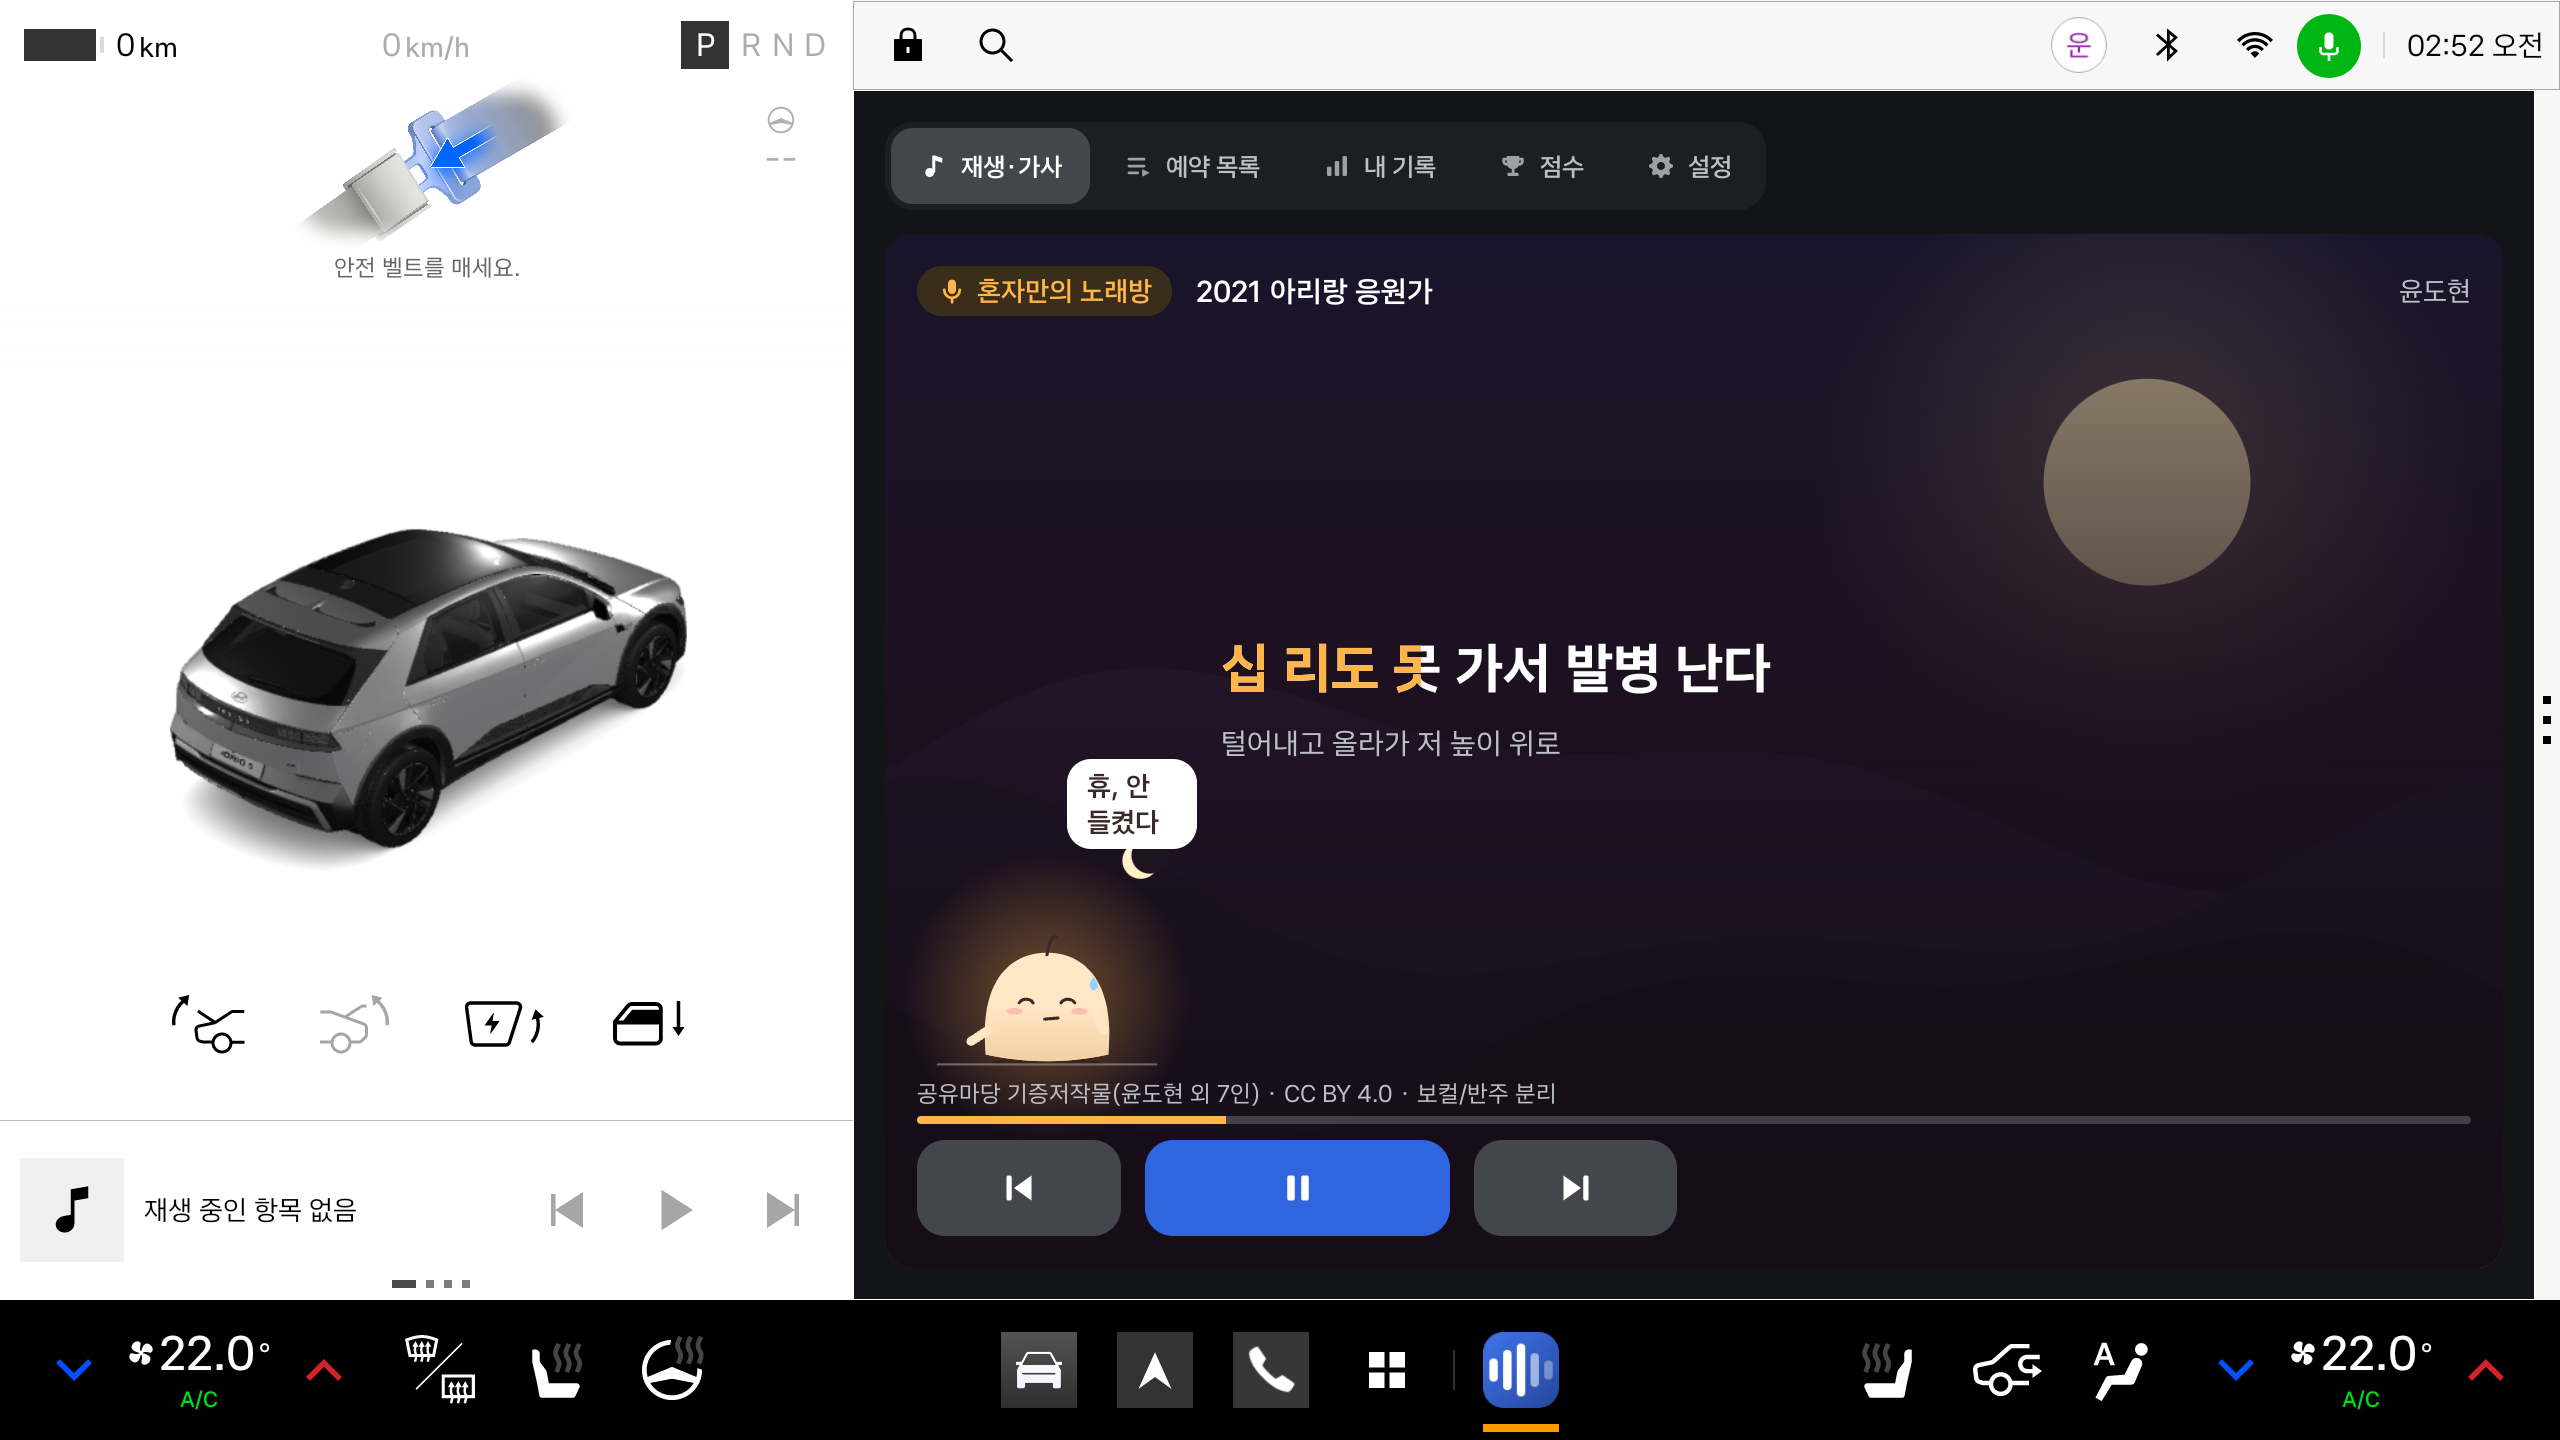 0 km
0 km/h
P R N D
운
02:52 오전
안전 벨트를 매세요.
재생·가사
예약 목록
내 기록
점수
설정
혼자만의 노래방
2021 아리랑 응원가
윤도현
십 리도 못 가서 발병 난다
털어내고 올라가 저 높이 위로
휴, 안
들켰다
공유마당 기증저작물(윤도현 외 7인) · CC BY 4.0 · 보컬/반주 분리
재생 중인 항목 없음
22.0°
A/C
A
22.0°
A/C